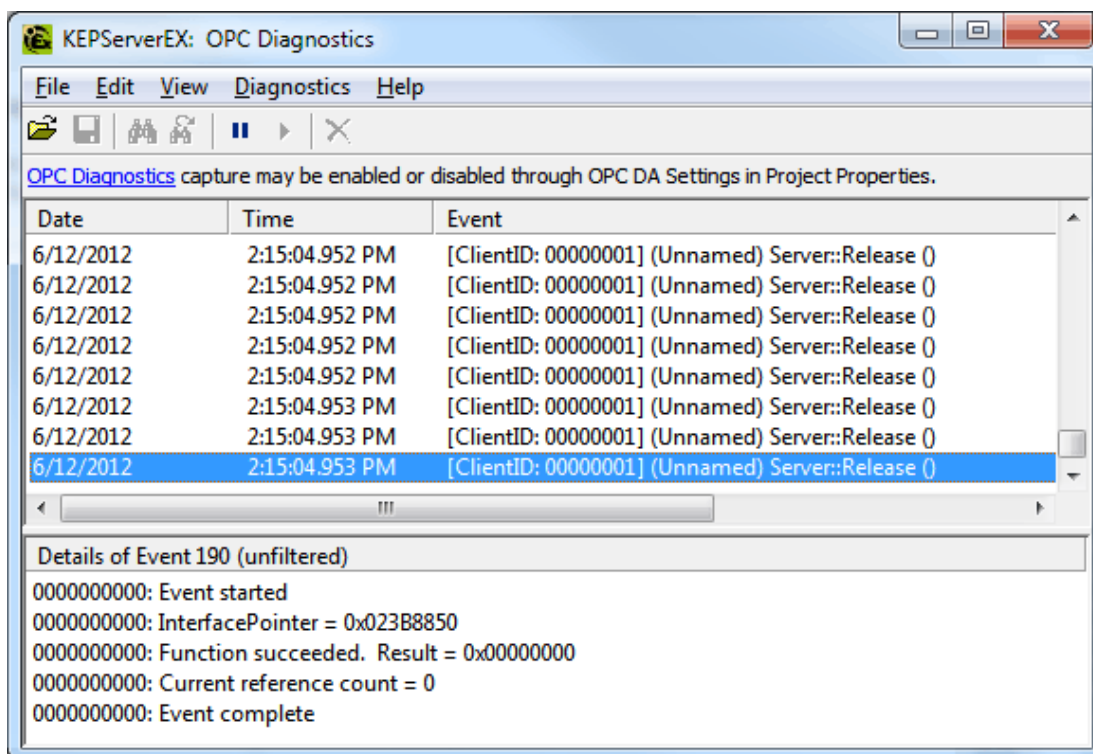 KEPServerEX: OPC Diagnostics
File Edit View Diagnostics Help
OPC Diagnostics capture may be enabled or disabled through OPC DA Settings in Project Properties.
Date Time Event
6/12/2012 2:15:04.952 PM [ClientID: 00000001] (Unnamed) Server::Release ()
6/12/2012 2:15:04.952 PM [ClientID: 00000001] (Unnamed) Server::Release ()
6/12/2012 2:15:04.952 PM [ClientID: 00000001] (Unnamed) Server::Release ()
6/12/2012 2:15:04.952 PM [ClientID: 00000001] (Unnamed) Server::Release ()
6/12/2012 2:15:04.952 PM [ClientID: 00000001] (Unnamed) Server::Release ()
6/12/2012 2:15:04.953 PM [ClientID: 00000001] (Unnamed) Server::Release ()
6/12/2012 2:15:04.953 PM [ClientID: 00000001] (Unnamed) Server::Release ()
6/12/2012 2:15:04.953 PM [ClientID: 00000001] (Unnamed) Server::Release ()
Details of Event 190 (unfiltered)
0000000000: Event started
0000000000: InterfacePointer = 0x023B8850
0000000000: Function succeeded.  Result = 0x00000000
0000000000: Current reference count = 0
0000000000: Event complete